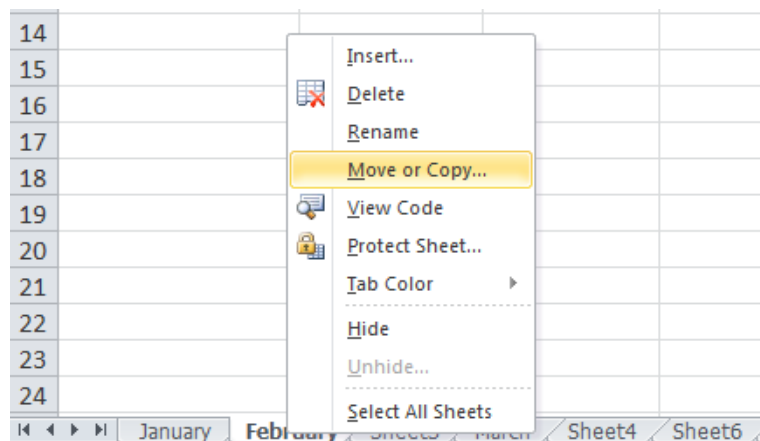 14
Insert...
15
Delete
16
Rename
17
Move or Copy...
18
View Code
19
Protect Sheet...
20
Tab Color
21
22
Hide
23
Unhide...
24
Select All Sheets
January February March Sheet4 Sheet6